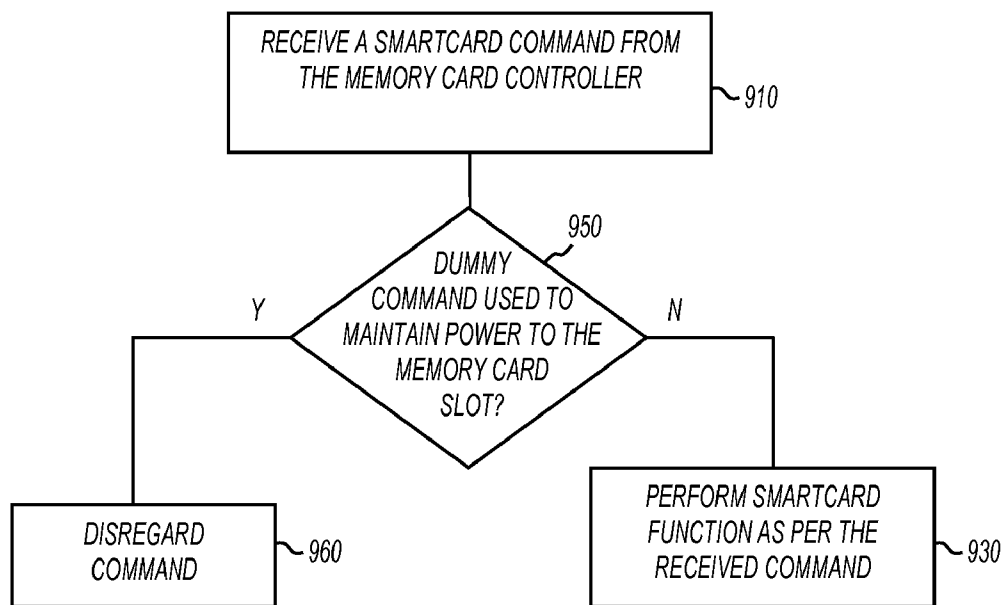 RECEIVE A SMARTCARD COMMAND FROM
THE MEMORY CARD CONTROLLER
910
950
DUMMY
COMMAND USED TO
MAINTAIN POWER TO THE
MEMORY CARD
SLOT?
Y
N
DISREGARD
COMMAND
960
PERFORM SMARTCARD
FUNCTION AS PER THE
RECEIVED COMMAND
930